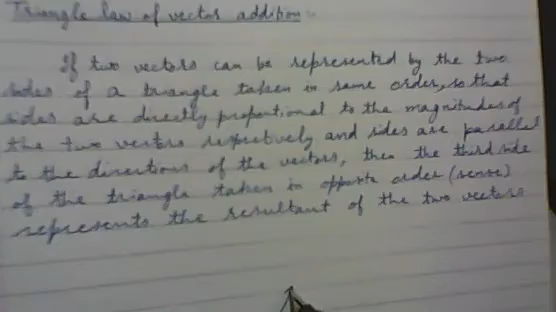 Triangle law of vector addition :-
If two vectors can be represented by the two
sides of a triangle taken in same order, so that
sides are directly proportional to the magnitudes of
the two vectors respectively and sides are parallel
to the directions of the vectors, then the third side
of the triangle taken in opposite order (sense)
represents the resultant of the two vectors